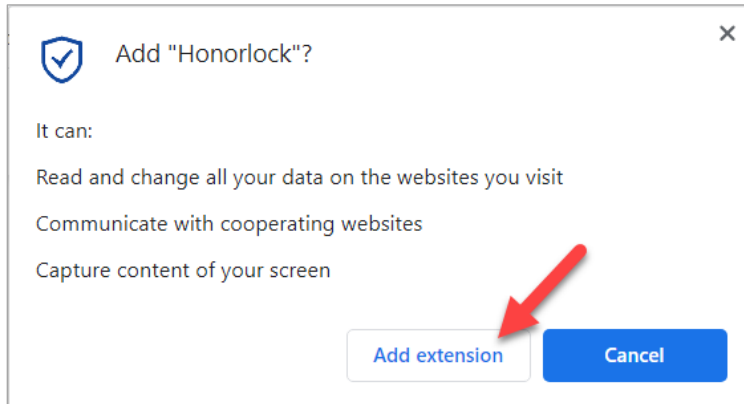 Add "Honorlock"?
It can:
Read and change all your data on the websites you visit
Communicate with cooperating websites
Capture content of your screen
Add extension
Cancel